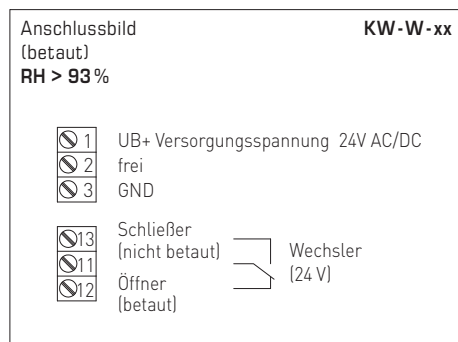 Anschlussbild KW-W-xx
(betaut)
RH > 93 %
1 UB+ Versorgungsspannung 24V AC/DC
2 frei
3 GND
13 Schließer
(nicht betaut)
11 Wechsler
(24 V)
12 Öffner
(betaut)